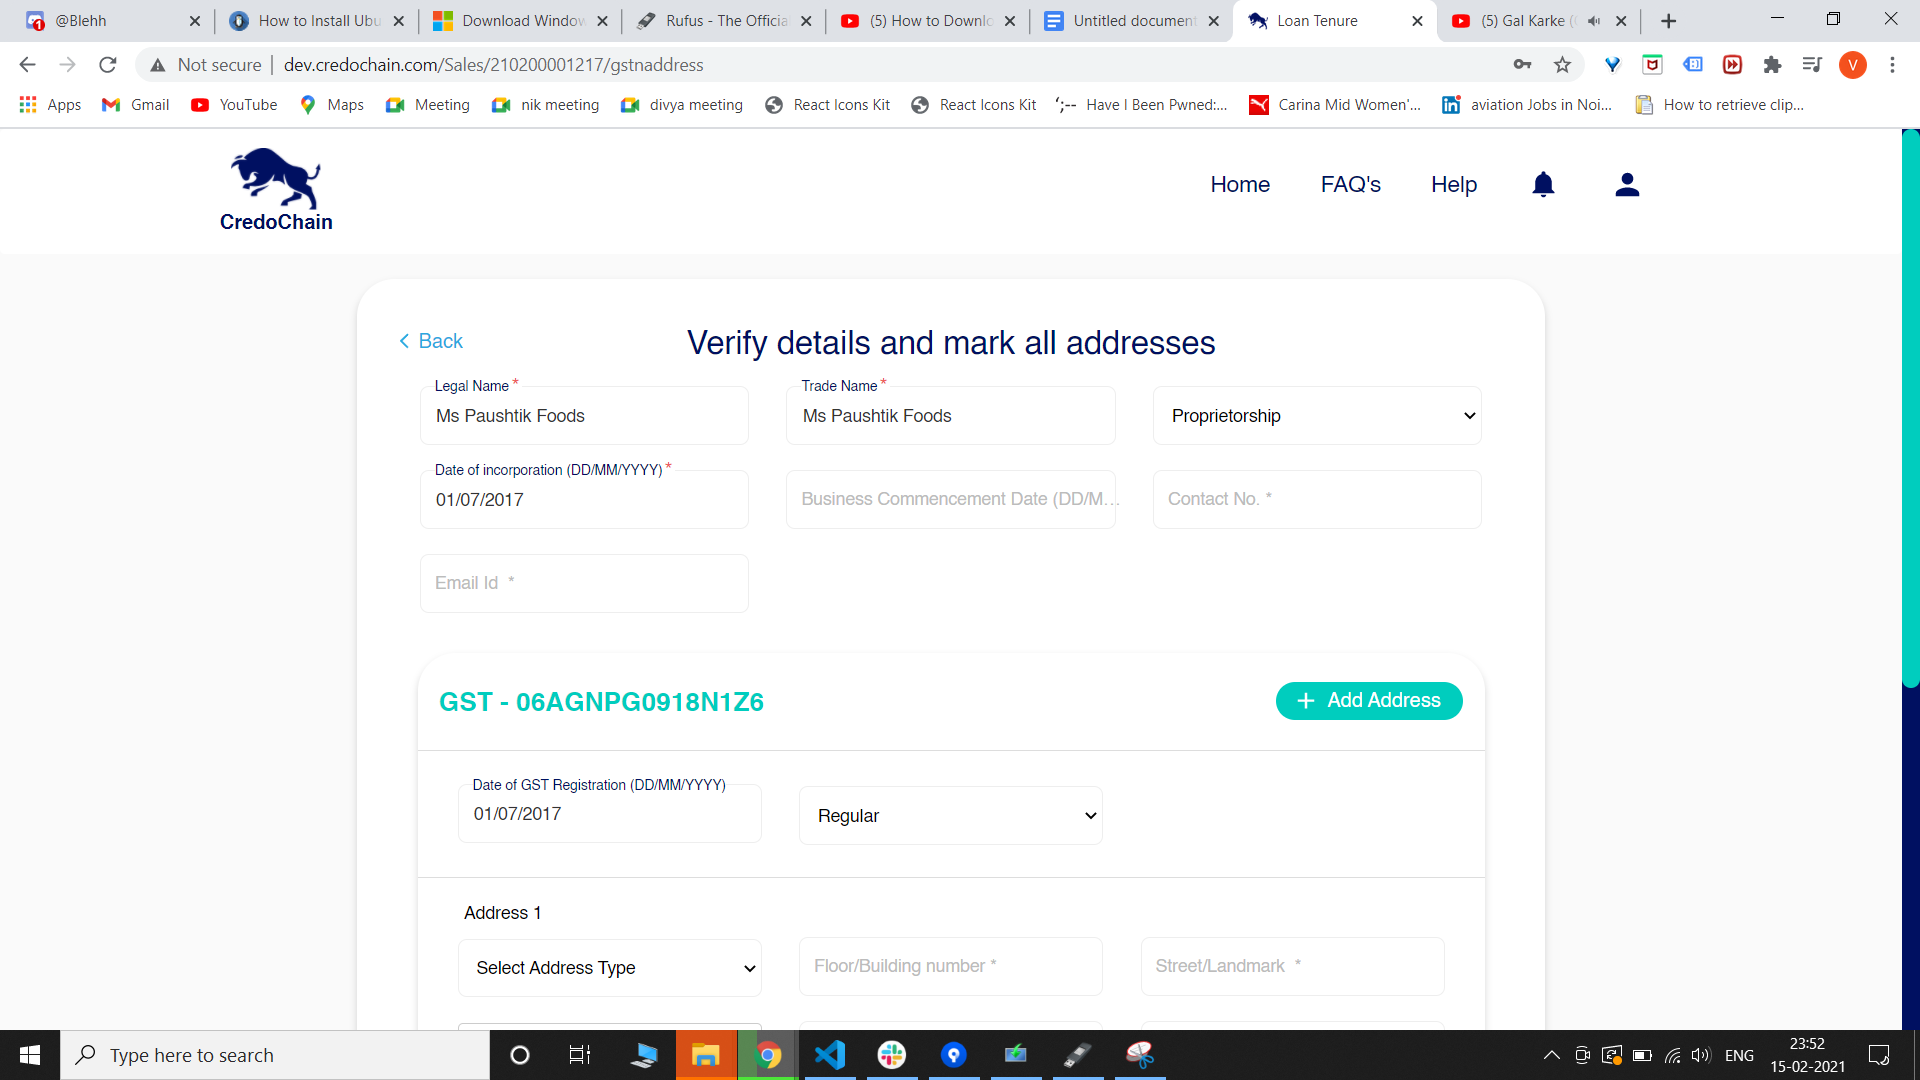 @Blehh
How to Install Ubu
Download Window
Rufus - The Official
(5) How to Downlo
Untitled document
Loan Tenure
(5) Gal Karke (
Not secure
dev.credochain.com/Sales/210200001217/gstnaddress
V
Apps
Gmail
YouTube
Maps
Meeting
nik meeting
divya meeting
React Icons Kit
React Icons Kit
';--
Have I Been Pwned:...
Carina Mid Women'...
aviation Jobs in Noi...
How to retrieve clip...
CredoChain
Home
FAQ's
Help
Back
Verify details and mark all addresses
Legal Name *
Ms Paushtik Foods
Trade Name *
Ms Paushtik Foods
Proprietorship
Date of incorporation (DD/MM/YYYY) *
01/07/2017
Business Commencement Date (DD/M...
Contact No. *
Email Id *
GST - 06AGNPG0918N1Z6
+ Add Address
Date of GST Registration (DD/MM/YYYY)
01/07/2017
Regular
Address 1
Select Address Type
Floor/Building number *
Street/Landmark *
Type here to search
ENG
23:52
15-02-2021